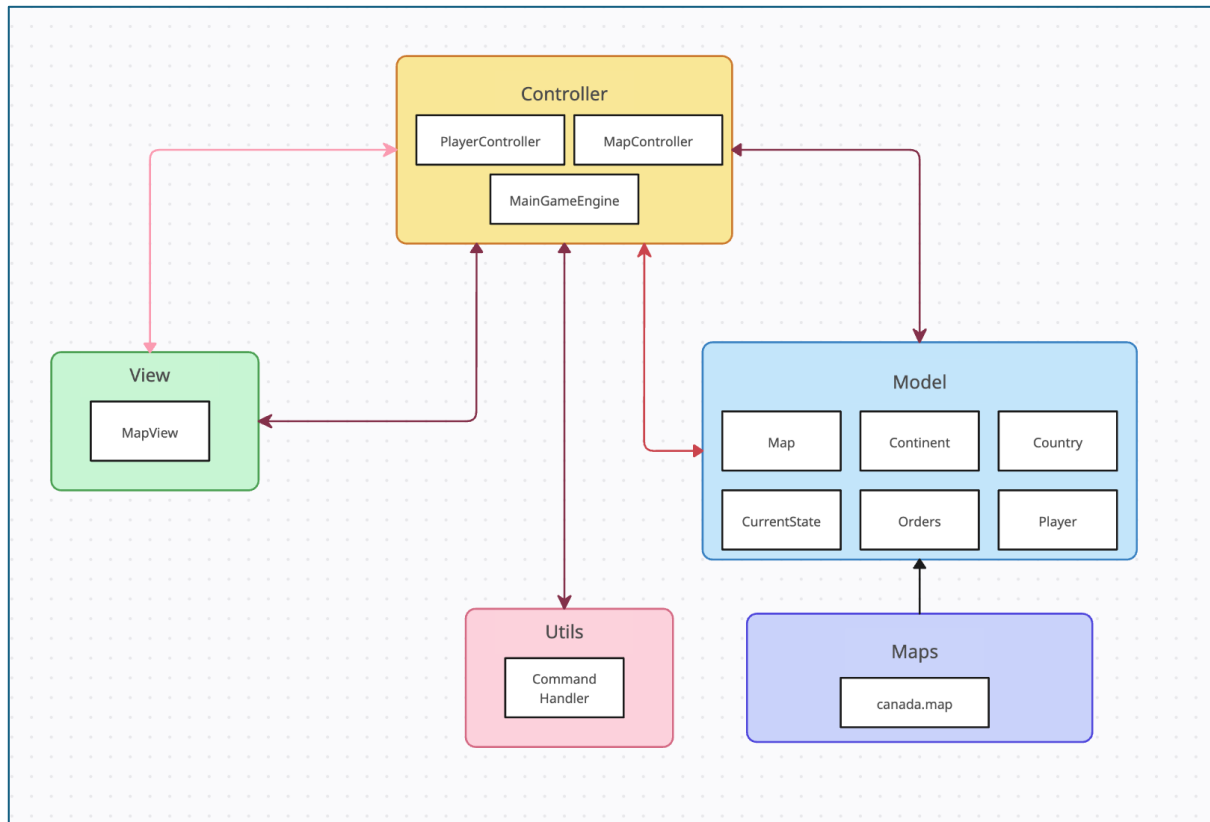 Controller
PlayerController
MapController
MainGameEngine
View
MapView
Model
Map
Continent
Country
CurrentState
Orders
Player
Utils
Command
Handler
Maps
canada.map